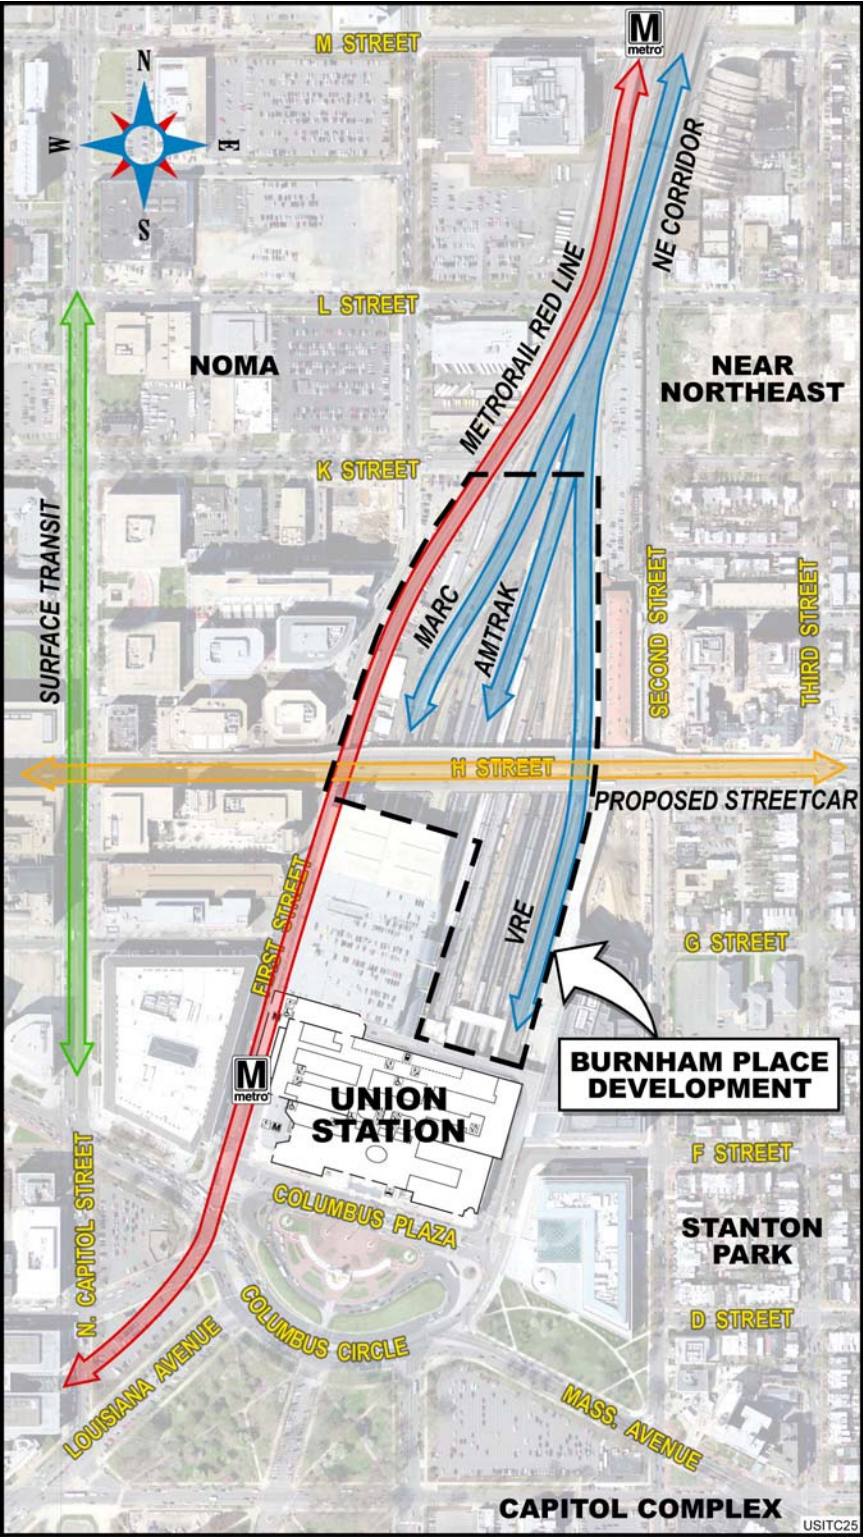 M STREET
M
metro
N
W
E
S
NE CORRIDOR
METRORAIL RED LINE
L STREET
NOMA
NEAR
NORTHEAST
K STREET
SURFACE TRANSIT
MARC
AMTRAK
SECOND STREET
THIRD STREET
H STREET
PROPOSED STREETCAR
FIRST STREET
VRE
G STREET
BURNHAM PLACE
DEVELOPMENT
M
metro
UNION
STATION
M
F STREET
N. CAPITOL STREET
COLUMBUS PLAZA
STANTON
PARK
COLUMBUS CIRCLE
D STREET
LOUISIANA AVENUE
MASS. AVENUE
CAPITOL COMPLEX
USITC25